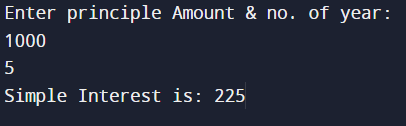 Enter principle Amount & no. of year:
1000
5
Simple Interest is: 225